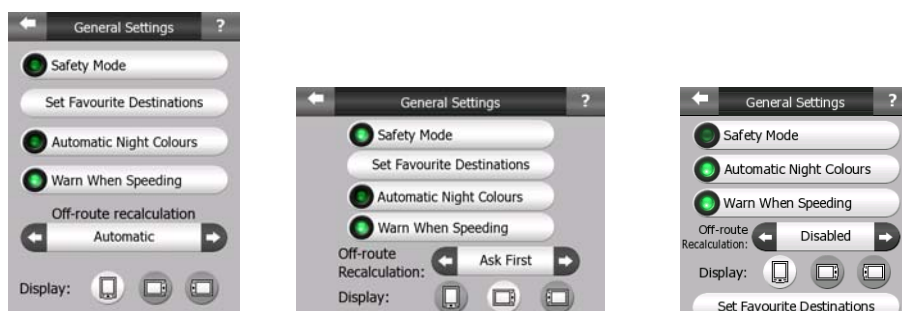 General Settings ?
Safety Mode
Set Favourite Destinations
Automatic Night Colours
Warn When Speeding
Off-route recalculation
Automatic
Display:
General Settings ?
Safety Mode
Set Favourite Destinations
Automatic Night Colours
Warn When Speeding
Off-route
Recalculation:
Ask First
Display:
General Settings ?
Safety Mode
Automatic Night Colours
Warn When Speeding
Off-route
Recalculation:
Disabled
Display:
Set Favourite Destinations